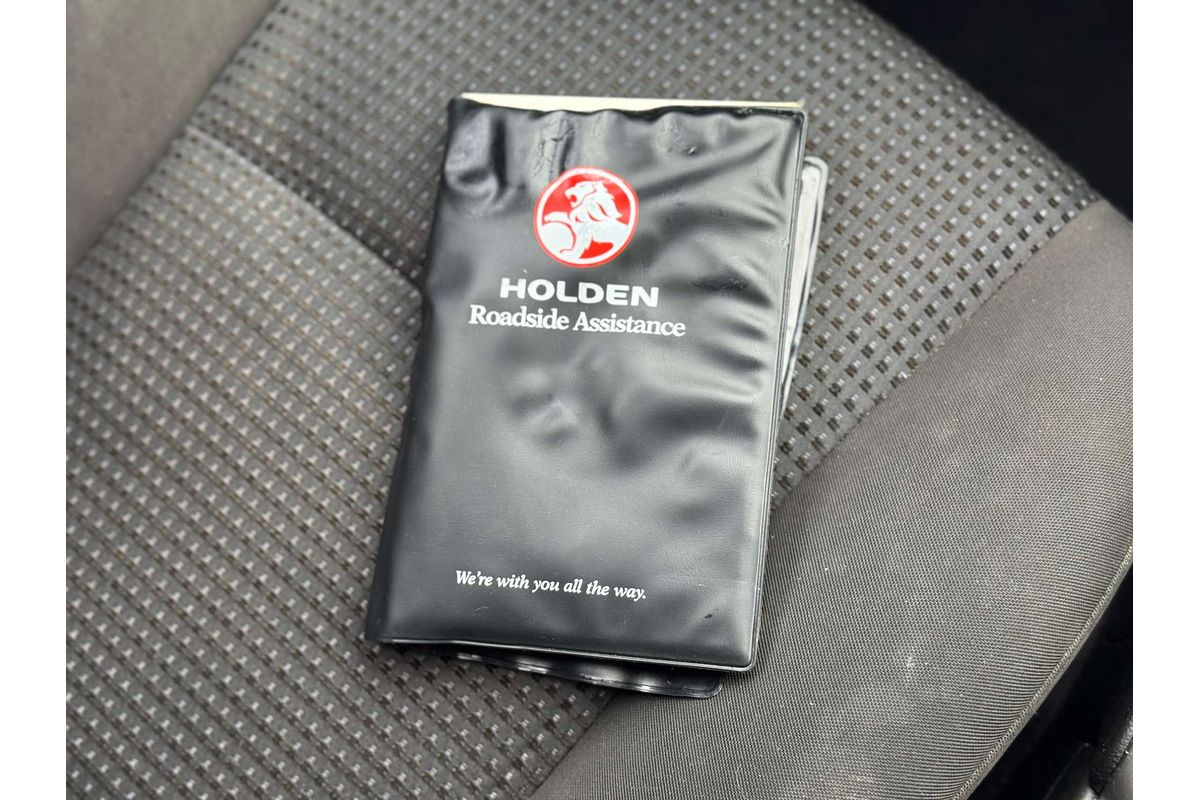 HOLDEN
Roadside Assistance
We're with you all the way.